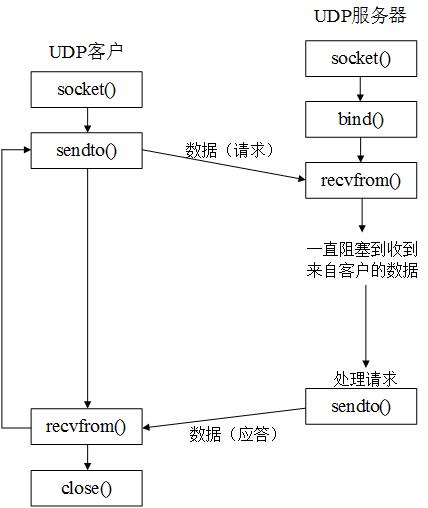 UDP服务器
UDP客户
socket()
socket()
bind()
sendto()
数据（请求）
recvfrom()
一直阻塞到收到
来自客户的数据
处理请求
sendto()
recvfrom()
数据（应答）
close()